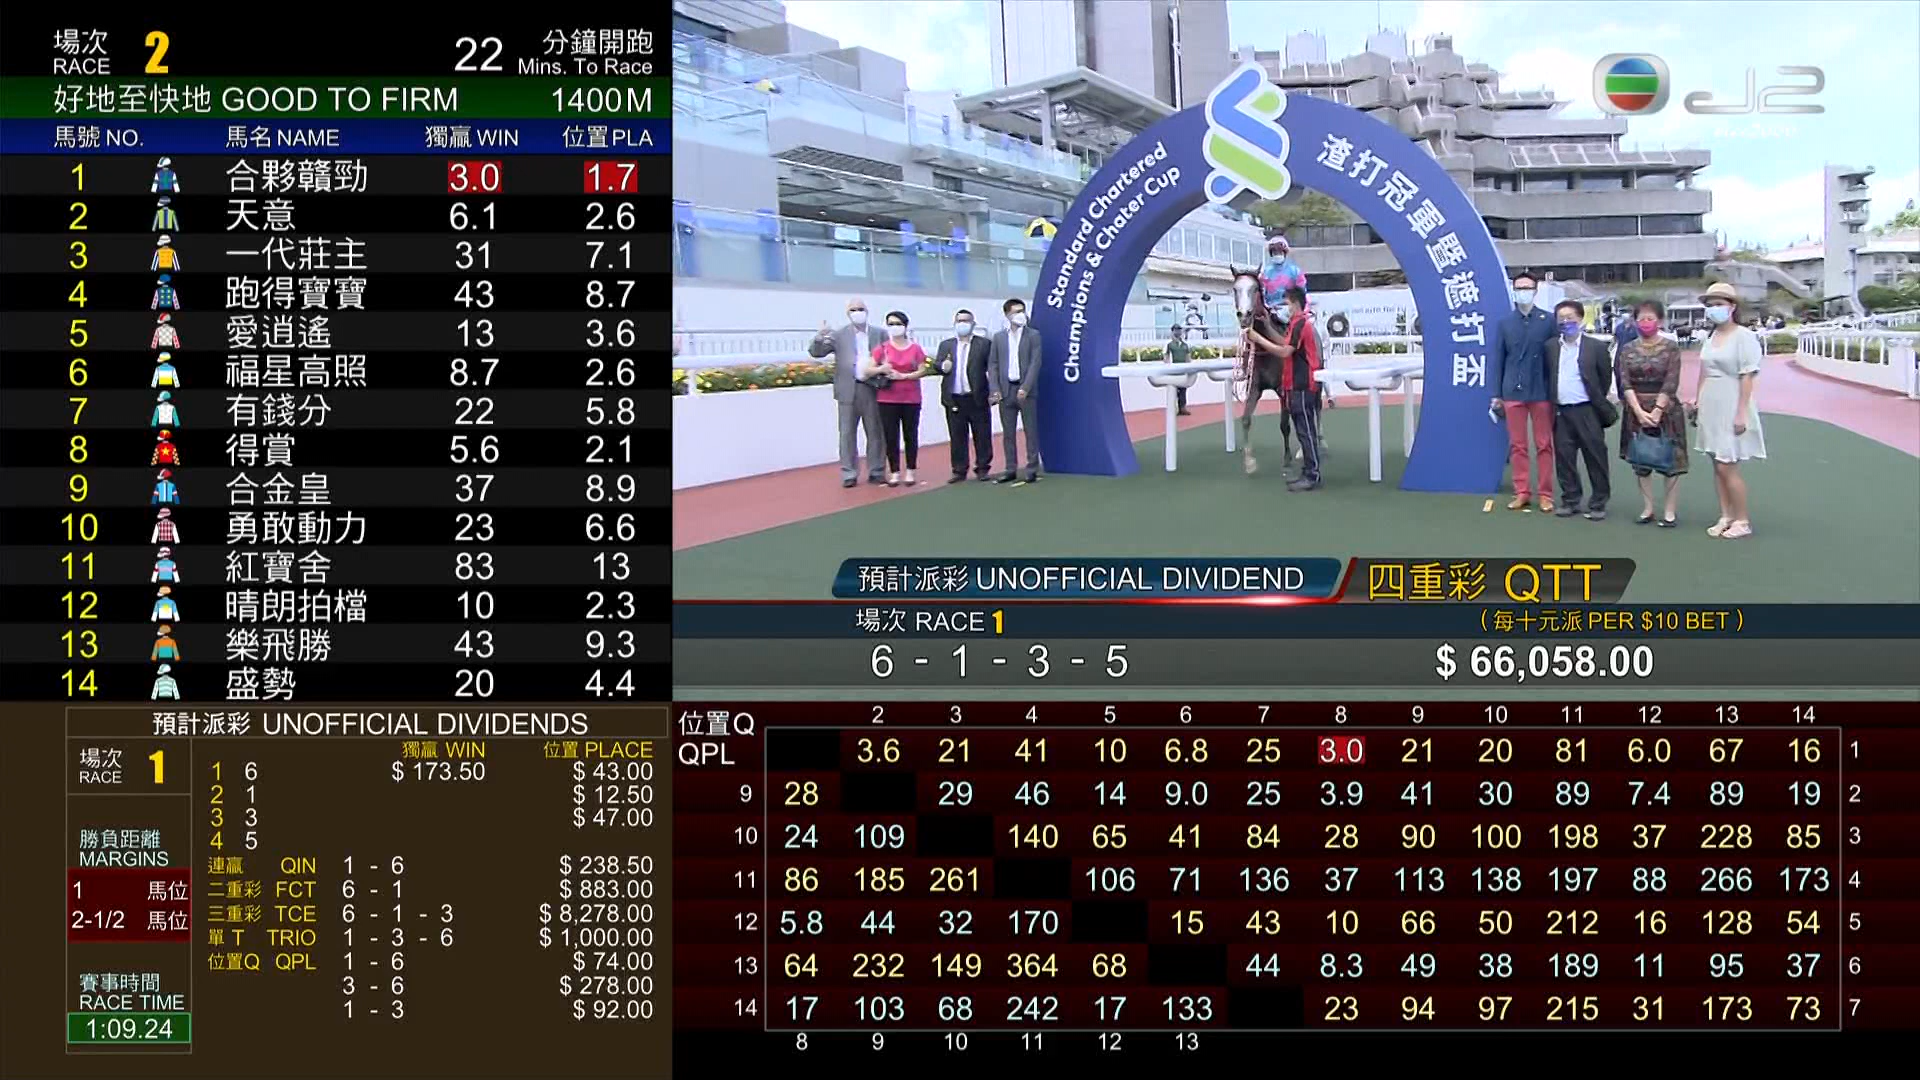 場次 RACE 2 22 分鐘開跑 Mins. To Race
好地至快地 GOOD TO FIRM 1400M
馬號 NO. 馬名 NAME 獨贏 WIN 位置 PLA
1 合夥贛勁 3.0 1.7
2 天意 6.1 2.6
3 一代莊主 31 7.1
4 跑得寶寶 43 8.7
5 愛逍遙 13 3.6
6 福星高照 8.7 2.6
7 有錢分 22 5.8
8 得賞 5.6 2.1
9 合金皇 37 8.9
10 勇敢動力 23 6.6
11 紅寶舍 83 13
12 晴朗拍檔 10 2.3
13 樂飛勝 43 9.3
14 盛勢 20 4.4
J2
Standard Chartered
Champions & Chater Cup
渣打冠軍暨遮打盃
預計派彩 UNOFFICIAL DIVIDEND 四重彩 QTT
場次 RACE 1 (每十元派 PER $10 BET)
6 - 1 - 3 - 5 $ 66,058.00
預計派彩 UNOFFICIAL DIVIDENDS
場次 RACE 1
獨贏 WIN 位置 PLACE
1 6 $ 173.50 $ 43.00
2 1 $ 12.50
3 3 $ 47.00
4 5
勝負距離
MARGINS
1 馬位
2-1/2 馬位
賽事時間
RACE TIME
1:09.24
連贏 QIN 1 - 6 $ 238.50
二重彩 FCT 6 - 1 $ 883.00
三重彩 TCE 6 - 1 - 3 $ 8,278.00
單T TRIO 1 - 3 - 6 $ 1,000.00
位置Q QPL 1 - 6 $ 74.00
3 - 6 $ 278.00
1 - 3 $ 92.00
位置Q QPL
2 3 4 5 6 7 8 9 10 11 12 13 14
3.6 21 41 10 6.8 25 3.0 21 20 81 6.0 67 16 1
9 28 29 46 14 9.0 25 3.9 41 30 89 7.4 89 19 2
10 24 109 140 65 41 84 28 90 100 198 37 228 85 3
11 86 185 261 106 71 136 37 113 138 197 88 266 173 4
12 5.8 44 32 170 15 43 10 66 50 212 16 128 54 5
13 64 232 149 364 68 44 8.3 49 38 189 11 95 37 6
14 17 103 68 242 17 133 23 94 97 215 31 173 73 7
8 9 10 11 12 13